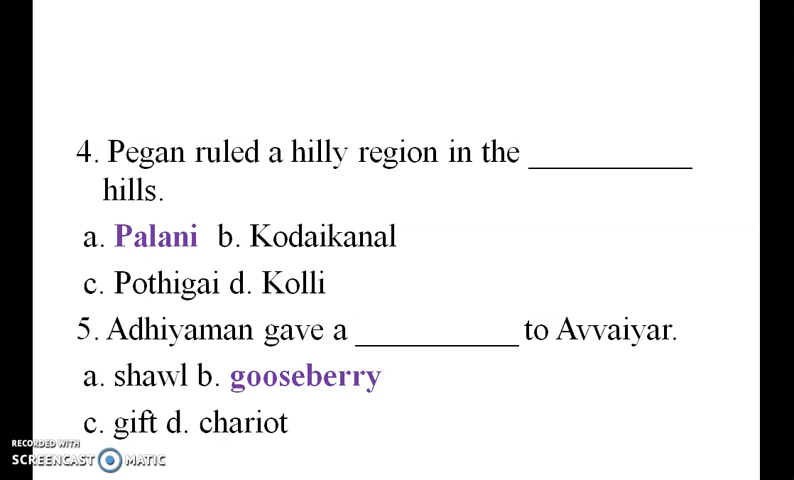 4. Pegan ruled a hilly region in the __________
hills.
a. Palani b. Kodaikanal
c. Pothigai d. Kolli
5. Adhiyaman gave a __________ to Avvaiyar.
a. shawl b. gooseberry
c. gift d. chariot
RECORDED WITH
SCREENCAST MATIC